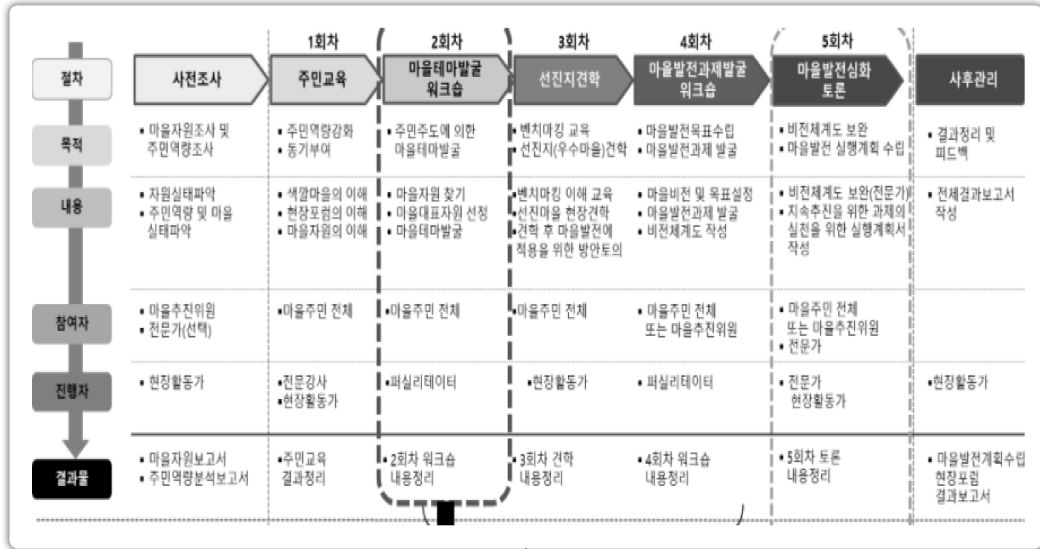 1회차 2회차 3회차 4회차 5회차
절차 사전조사 주민교육 마을테마발굴 워크숍 선진지견학 마을발전과제발굴 워크숍 마을발전심화 토론 사후관리
목적
▪ 마을자원조사 및
주민역량조사
▪ 주민역량강화
▪ 동기부여
▪ 주민주도에 의한
마을테마발굴
▪ 벤치마킹 교육
▪ 선진지(우수마을)견학
▪ 마을발전목표수립
▪ 마을발전과제 발굴
▪ 비전체계도 보완
▪ 마을발전 실행계획 수립
▪ 결과정리 및
피드백
내용
▪ 자원실태파악
▪ 주민역량 및 마을
실태파악
▪ 색깔마을의 이해
▪ 현장포럼의 이해
▪ 마을자원의 이해
▪ 마을자원 찾기
▪ 마을대표자원 선정
▪ 마을테마발굴
▪ 벤치마킹 이해 교육
▪ 선진마을 현장견학
▪ 견학 후 마을발전에
적용을 위한 방안토의
▪ 마을비전 및 목표설정
▪ 마을발전과제 발굴
▪ 비전체계도 작성
▪ 비전체계도 보완(전문가)
▪ 지속추진을 위한 과제의
실천을 위한 실행계획서
작성
▪ 전체결과보고서
작성
참여자
▪ 마을추진위원
▪ 전문가(선택)
▪ 마을주민 전체
▪ 마을주민 전체
▪ 마을주민 전체
▪ 마을주민 전체
또는 마을추진위원
▪ 마을주민 전체
또는 마을추진위원
▪ 전문가
진행자
▪ 현장활동가
▪ 전문강사
▪ 현장활동가
▪ 퍼실리테이터
▪ 현장활동가
▪ 퍼실리테이터
▪ 전문가
현장활동가
▪ 현장활동가
결과물
▪ 마을자원보고서
▪ 주민역량분석보고서
▪ 주민교육
결과정리
▪ 2회차 워크숍
내용정리
▪ 3회차 견학
내용정리
▪ 4회차 워크숍
내용정리
▪ 5회차 토론
내용정리
▪ 마을발전계획수립
현장포럼
결과보고서